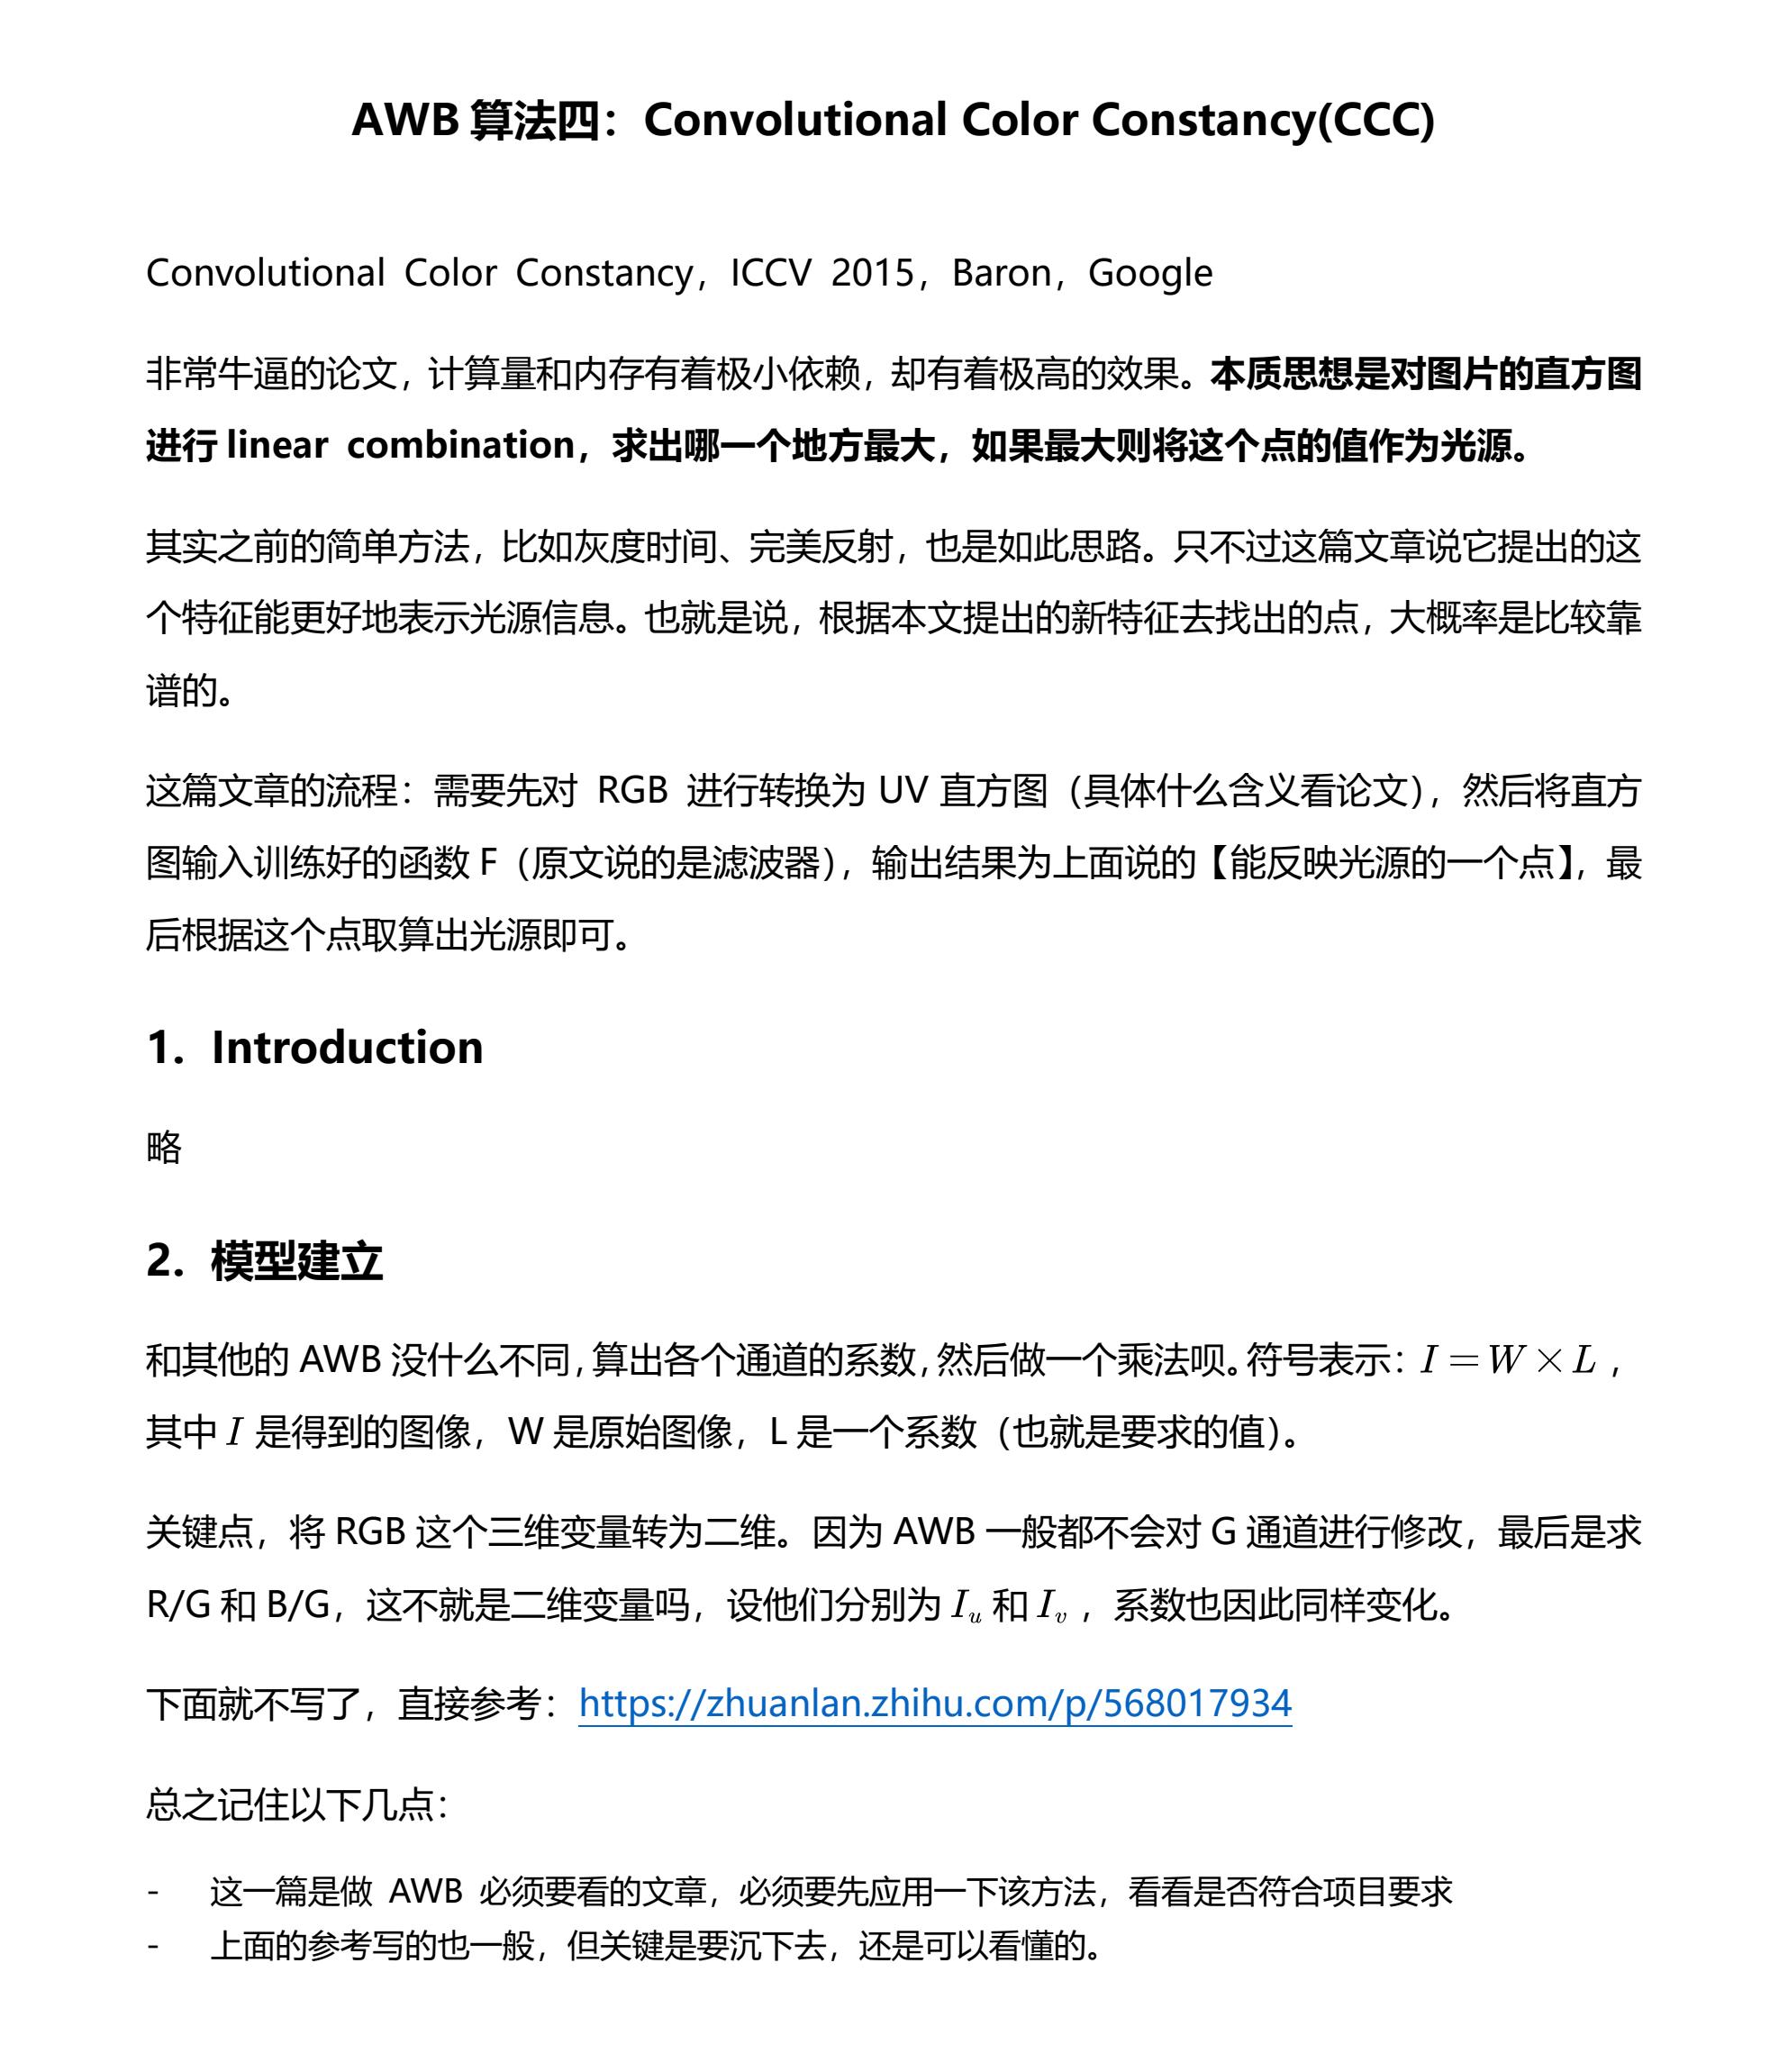 AWB 算法四：Convolutional Color Constancy(CCC)
Convolutional Color Constancy，ICCV 2015，Baron，Google
非常牛逼的论文，计算量和内存有着极小依赖，却有着极高的效果。本质思想是对图片的直方图
进行 linear combination，求出哪一个地方最大，如果最大则将这个点的值作为光源。
其实之前的简单方法，比如灰度时间、完美反射，也是如此思路。只不过这篇文章说它提出的这
个特征能更好地表示光源信息。也就是说，根据本文提出的新特征去找出的点，大概率是比较靠
谱的。
这篇文章的流程：需要先对 RGB 进行转换为 UV 直方图（具体什么含义看论文），然后将直方
图输入训练好的函数 F（原文说的是滤波器），输出结果为上面说的【能反映光源的一个点】，最
后根据这个点取算出光源即可。
1. Introduction
略
2. 模型建立
和其他的 AWB 没什么不同，算出各个通道的系数，然后做一个乘法呗。符号表示：I = W × L，
其中 I 是得到的图像，W 是原始图像，L 是一个系数（也就是要求的值）。
关键点，将 RGB 这个三维变量转为二维。因为 AWB 一般都不会对 G 通道进行修改，最后是求
R/G 和 B/G，这不就是二维变量吗，设他们分别为 I_u 和 I_v，系数也因此同样变化。
下面就不写了，直接参考：https://zhuanlan.zhihu.com/p/568017934
总之记住以下几点：
- 这一篇是做 AWB 必须要看的文章，必须要先应用一下该方法，看看是否符合项目要求
- 上面的参考写的也一般，但关键是要沉下去，还是可以看懂的。